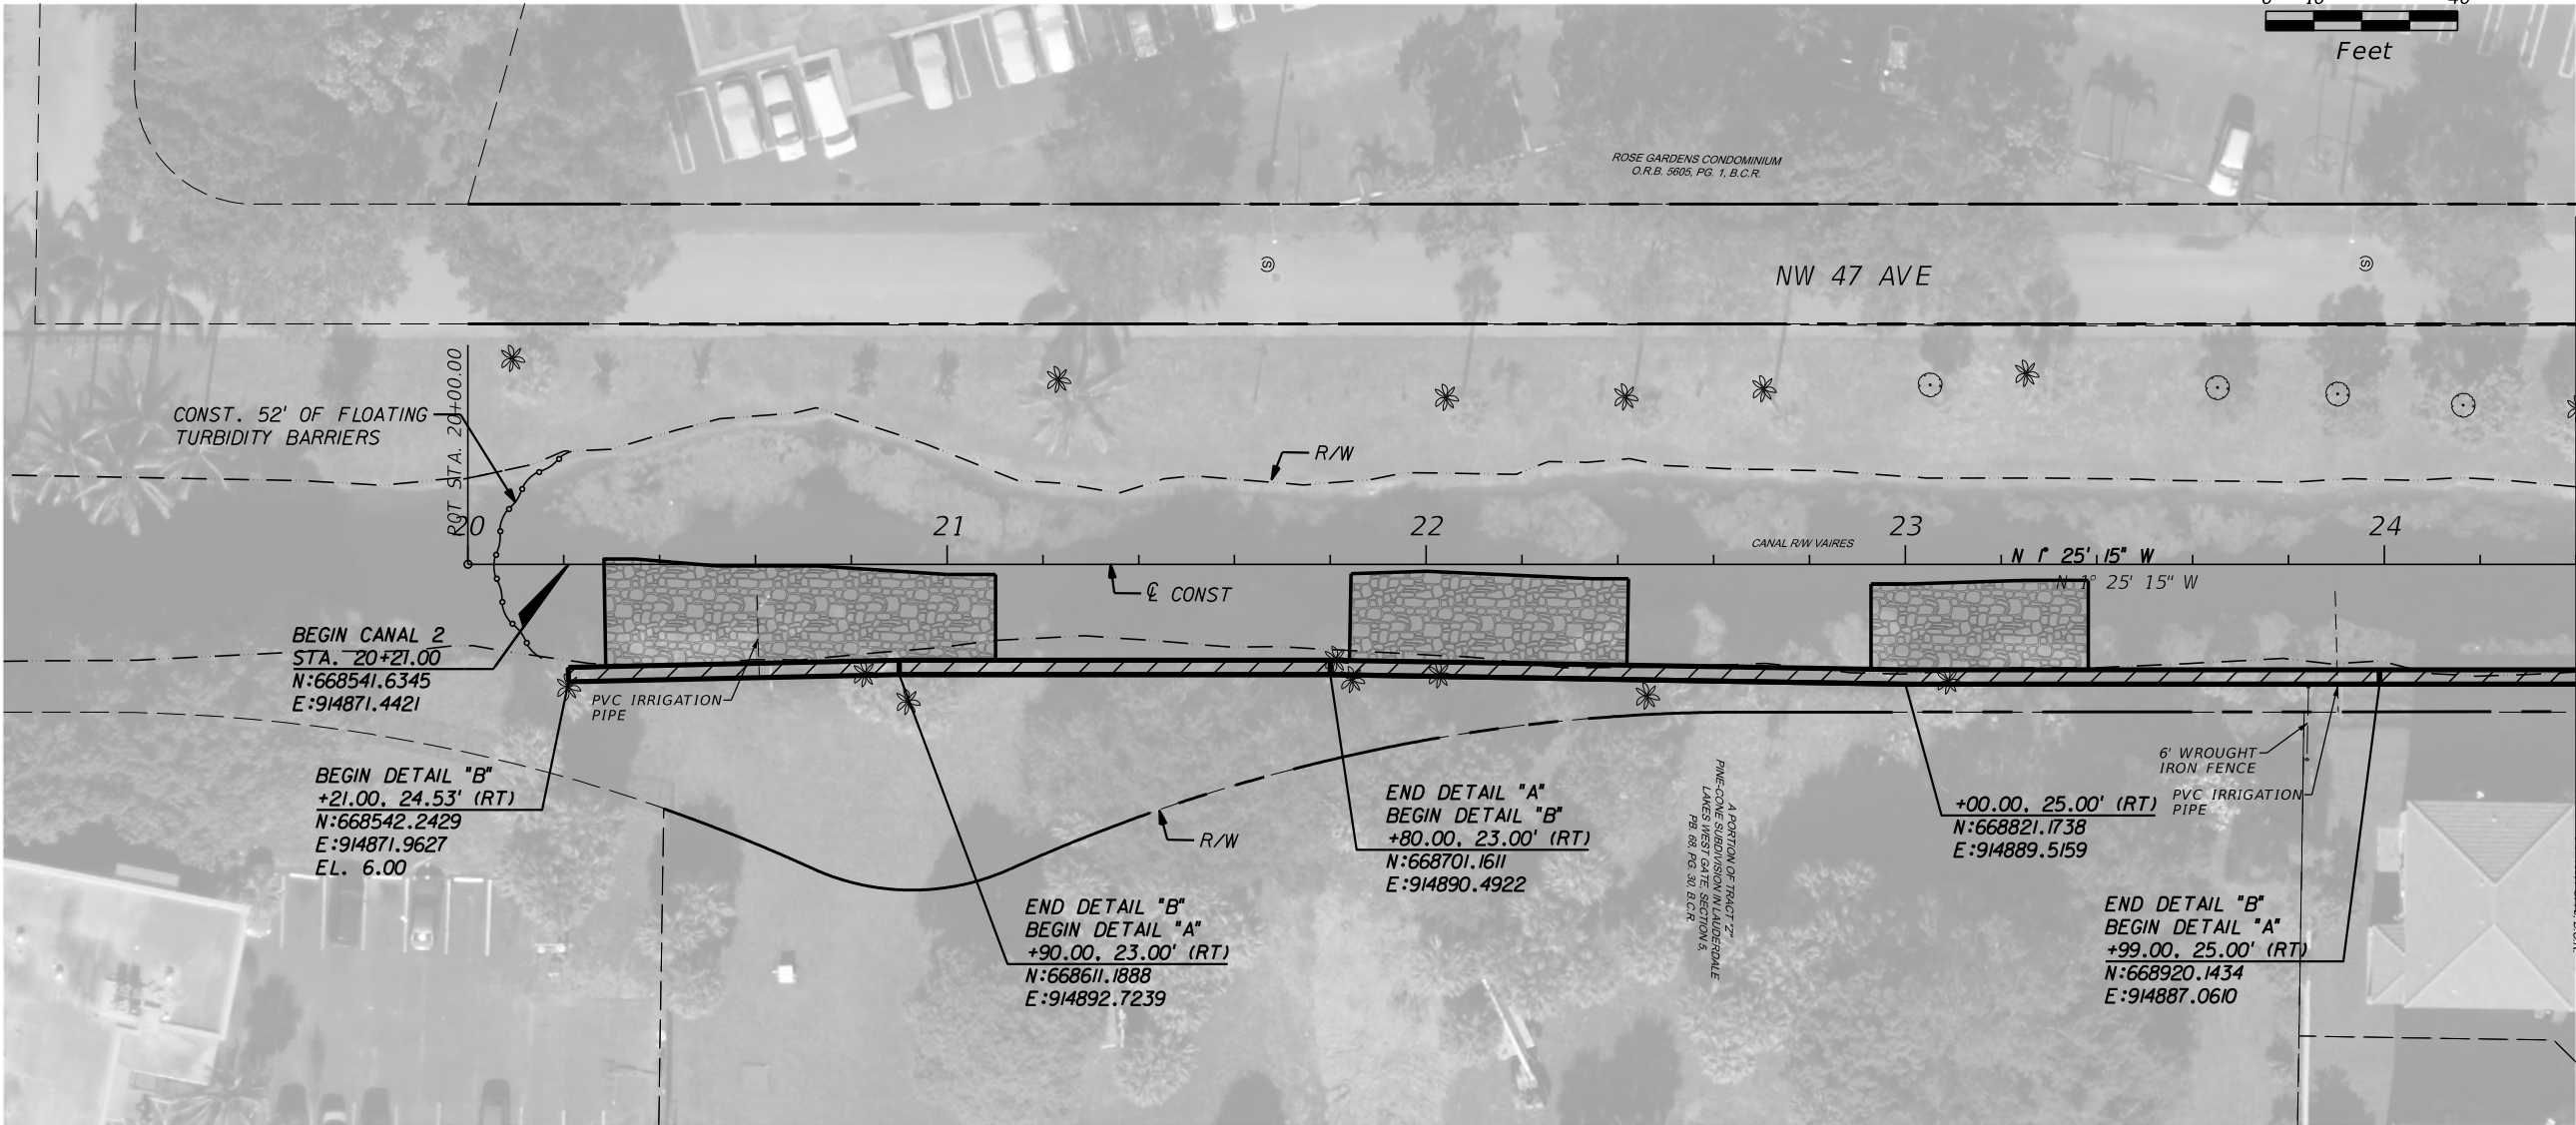 Feet
ROSE GARDENS CONDOMINIUM
O.R.B. 5605, PG. 1, B.C.R.
NW 47 AVE
(S)
(S)
CONST. 52' OF FLOATING
TURBIDITY BARRIERS
STA. 20+00.00
R/W
20
21
22
23
24
CANAL R/W VAIRES
N 1° 25' 15" W
N 1° 25' 15" W
℄ CONST
BEGIN CANAL 2
STA. 20+21.00
N:668541.6345
E:914871.4421
PVC IRRIGATION
PIPE
BEGIN DETAIL "B"
+21.00, 24.53' (RT)
N:668542.2429
E:914871.9627
EL. 6.00
R/W
END DETAIL "B"
BEGIN DETAIL "A"
+90.00, 23.00' (RT)
N:668611.1888
E:914892.7239
END DETAIL "A"
BEGIN DETAIL "B"
+80.00, 23.00' (RT)
N:668701.1611
E:914890.4922
A PORTION OF TRACT "Z"
PINE-CONE SUBDIVISION IN LAUDERDALE
LAKES WEST GATE, SECTION 5,
PB. 68, PG. 30, B.C.R.
+00.00, 25.00' (RT)
N:668821.1738
E:914889.5159
6' WROUGHT
IRON FENCE
PVC IRRIGATION
PIPE
END DETAIL "B"
BEGIN DETAIL "A"
+99.00, 25.00' (RT)
N:668920.1434
E:914887.0610